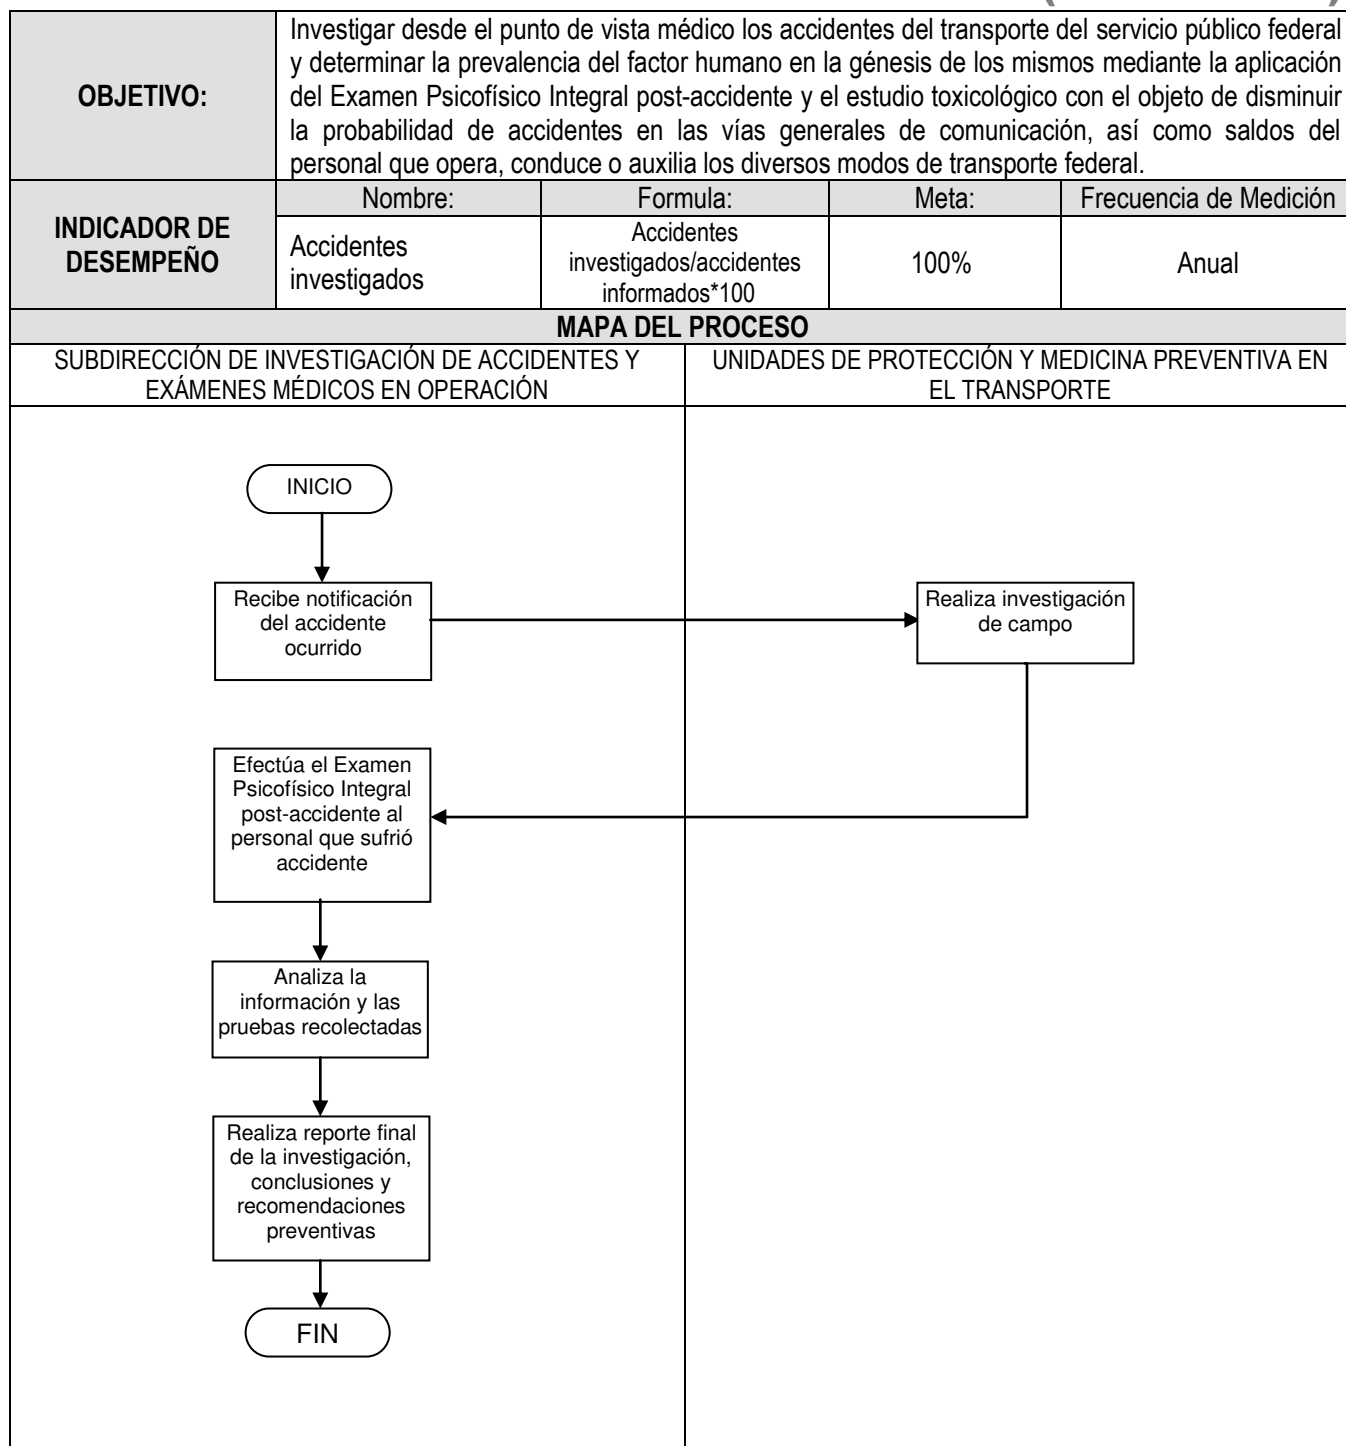 OBJETIVO:
Investigar desde el punto de vista médico los accidentes del transporte del servicio público federal
y determinar la prevalencia del factor humano en la génesis de los mismos mediante la aplicación
del Examen Psicofísico Integral post-accidente y el estudio toxicológico con el objeto de disminuir
la probabilidad de accidentes en las vías generales de comunicación, así como saldos del
personal que opera, conduce o auxilia los diversos modos de transporte federal.
INDICADOR DE
DESEMPEÑO
Nombre:
Formula:
Meta:
Frecuencia de Medición
Accidentes
investigados
Accidentes
investigados/accidentes
informados*100
100%
Anual
MAPA DEL PROCESO
SUBDIRECCIÓN DE INVESTIGACIÓN DE ACCIDENTES Y
EXÁMENES MÉDICOS EN OPERACIÓN
UNIDADES DE PROTECCIÓN Y MEDICINA PREVENTIVA EN
EL TRANSPORTE
INICIO
Recibe notificación
del accidente
ocurrido
Realiza investigación
de campo
Efectúa el Examen
Psicofísico Integral
post-accidente al
personal que sufrió
accidente
Analiza la
información y las
pruebas recolectadas
Realiza reporte final
de la investigación,
conclusiones y
recomendaciones
preventivas
FIN